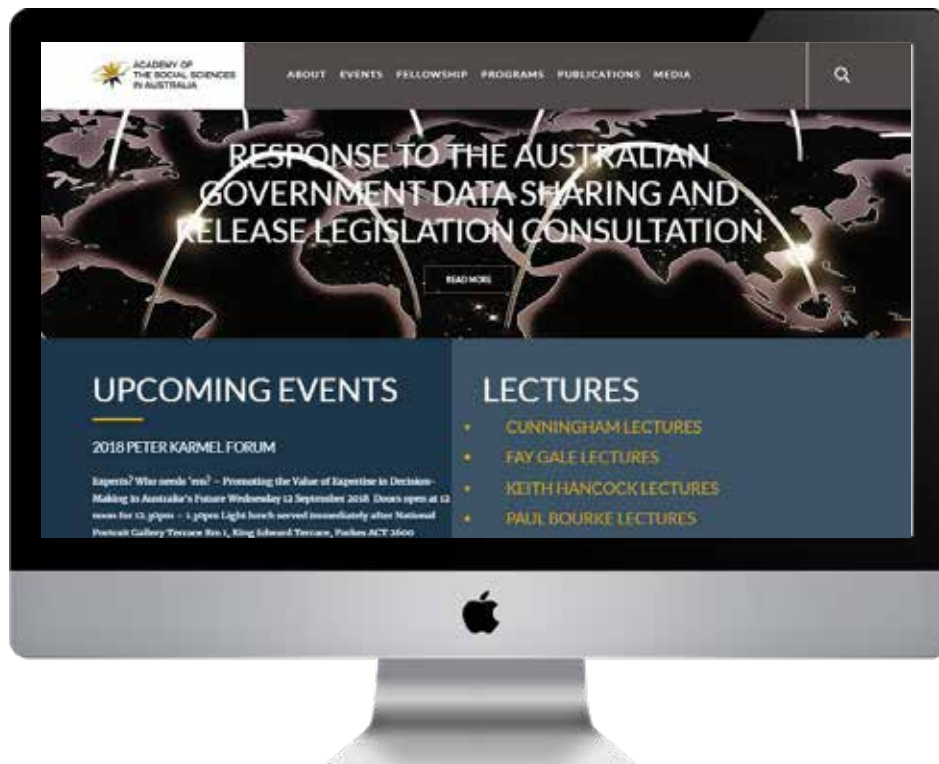 ACADEMY OF
THE SOCIAL SCIENCES
IN AUSTRALIA
ABOUT EVENTS FELLOWSHIP PROGRAMS PUBLICATIONS MEDIA
RESPONSE TO THE AUSTRALIAN
GOVERNMENT DATA SHARING AND
RELEASE LEGISLATION CONSULTATION
READ MORE
UPCOMING EVENTS
2018 PETER KARMEL FORUM
Experts? Who needs 'em? – Promoting the Value of Expertise in Decision-
Making in Australia's Future Wednesday 12 September 2018 Doors open at 12
noon for 12.30pm – 1.30pm Light lunch served immediately after National
Portrait Gallery Terrace Rm 1, King Edward Terrace, Parkes ACT 2600
LECTURES
CUNNINGHAM LECTURES
FAY GALE LECTURES
KEITH HANCOCK LECTURES
PAUL BOURKE LECTURES